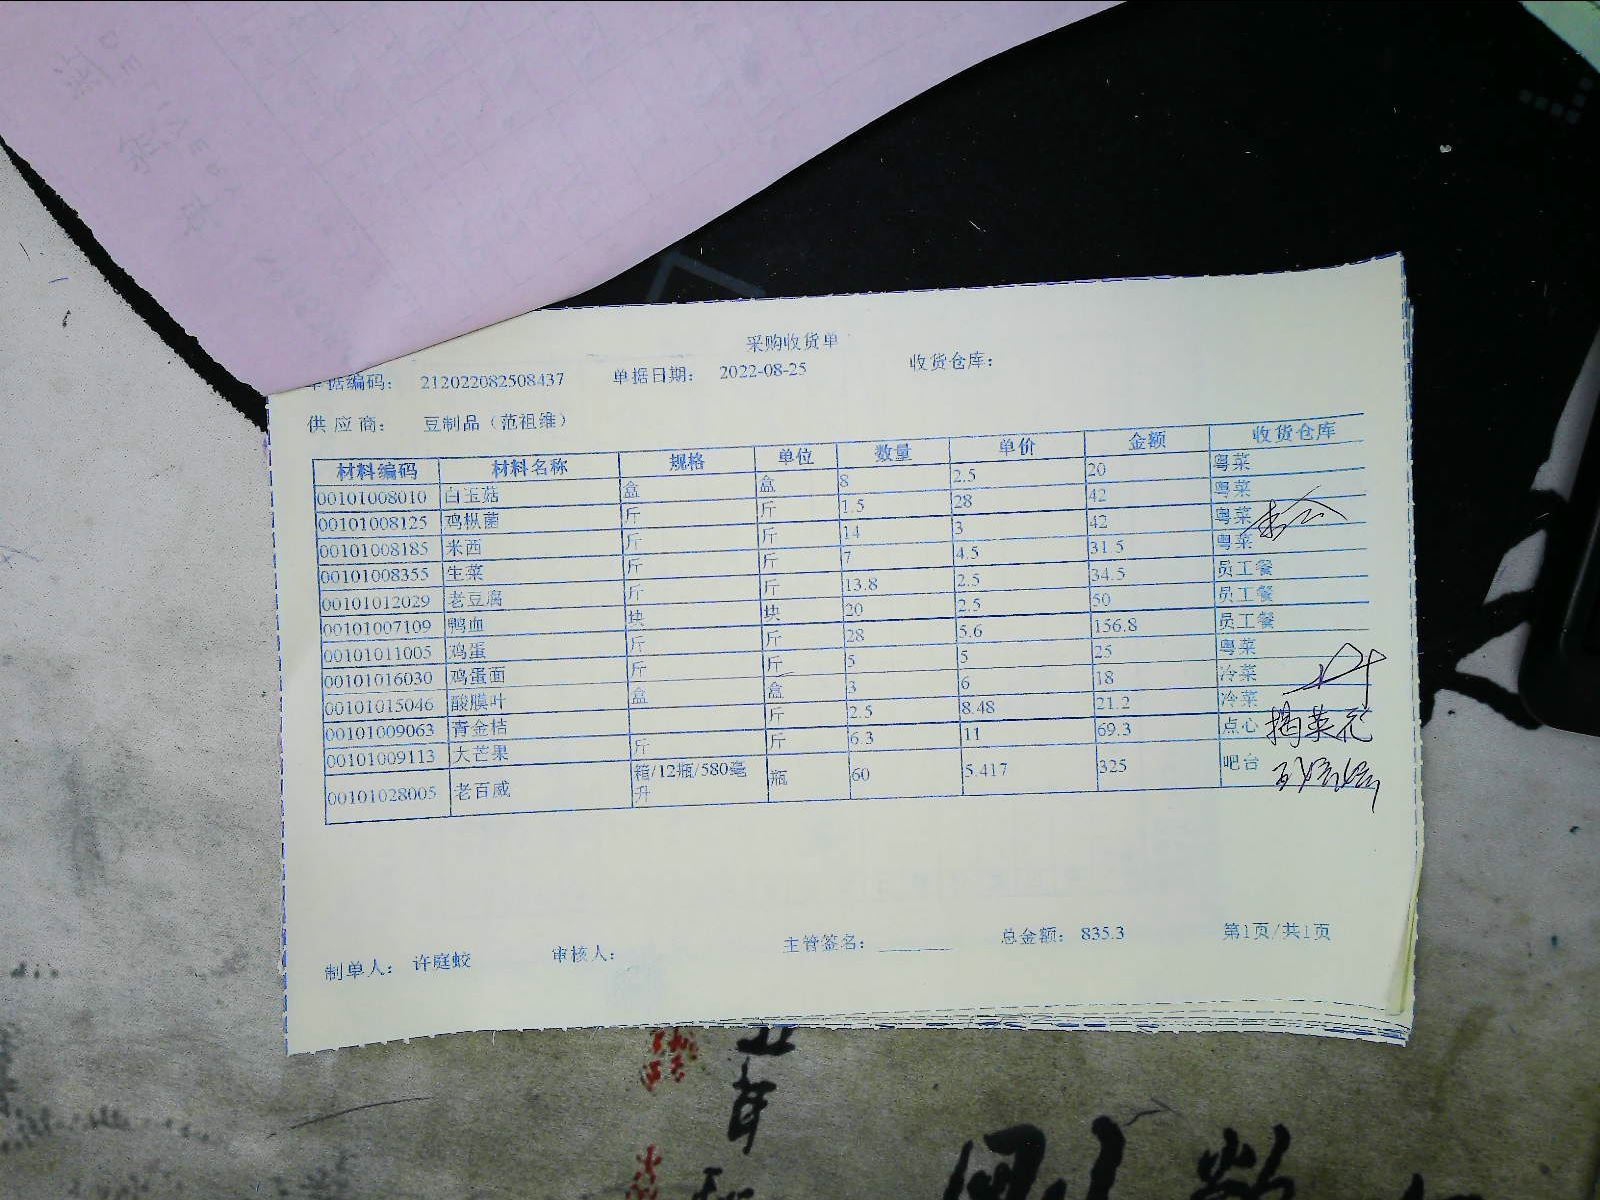 采购收货单
单据编码： 212022082508437 单据日期： 2022-08-25 收货仓库：
供 应 商： 豆制品（范祖维）
材料编码 材料名称 规格 单位 数量 单价 金额 收货仓库
00101008010 白玉菇 盒 盒 8 2.5 20 粤菜
00101008125 鸡枞菌 斤 斤 1.5 28 42 粤菜
00101008185 米西 斤 斤 14 3 42 粤菜
00101008355 生菜 斤 斤 7 4.5 31.5 粤菜
00101012029 老豆腐 斤 斤 13.8 2.5 34.5 员工餐
00101007109 鸭血 块 块 20 2.5 50 员工餐
00101011005 鸡蛋 斤 斤 28 5.6 156.8 员工餐
00101016030 鸡蛋面 斤 斤 5 5 25 粤菜
00101015046 酸膜叶 盒 盒 3 6 18 冷菜
00101009063 青金桔 斤 2.5 8.48 21.2 冷菜
00101009113 大芒果 斤 斤 6.3 11 69.3 点心
00101028005 老百威 箱/12瓶/580毫升 瓶 60 5.417 325 吧台
制单人： 许庭蛟 审核人： 主管签名： 总金额： 835.3 第1页/共1页